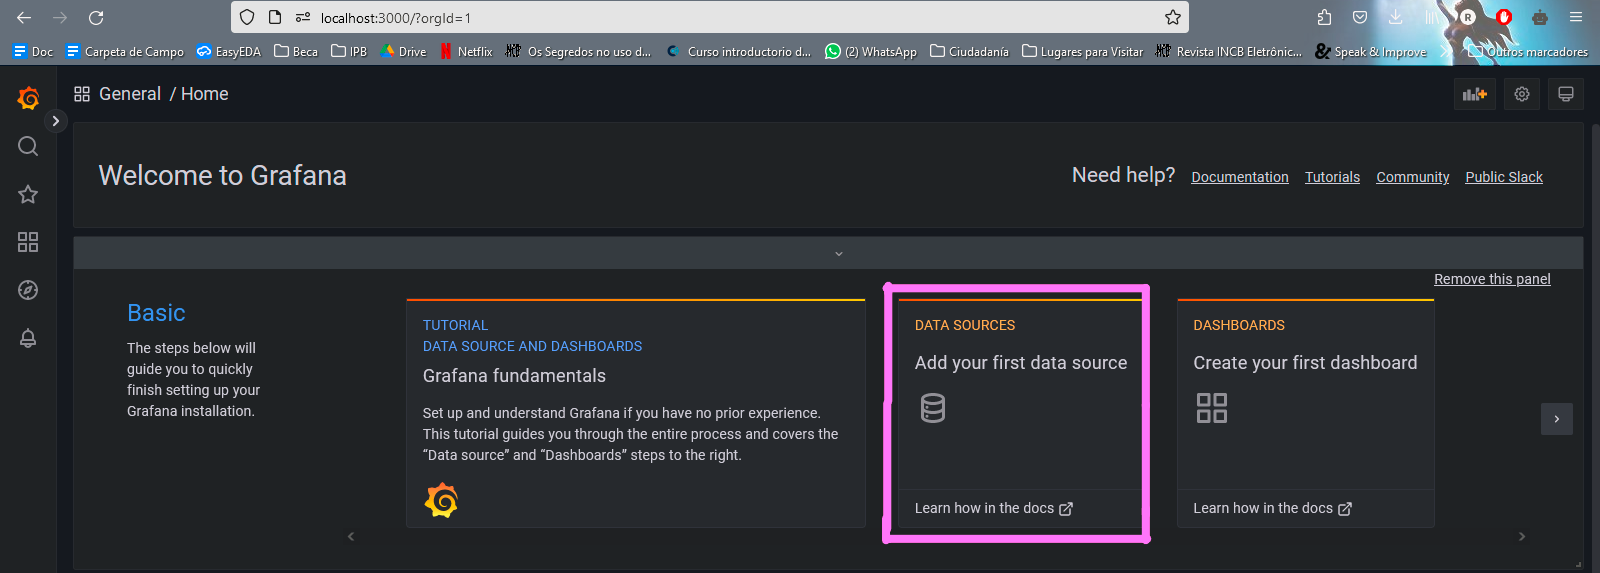 localhost:3000/?orgId=1
R
Doc Carpeta de Campo EasyEDA Beca IPB Drive Netflix Os Segredos no uso d... Curso introductorio d... (2) WhatsApp Ciudadanía Lugares para Visitar Revista INCB Eletrônic... Speak & Improve Outros marcadores
General / Home
Welcome to Grafana
Need help? Documentation Tutorials Community Public Slack
Remove this panel
Basic
The steps below will
guide you to quickly
finish setting up your
Grafana installation.
TUTORIAL
DATA SOURCE AND DASHBOARDS
Grafana fundamentals
Set up and understand Grafana if you have no prior experience.
This tutorial guides you through the entire process and covers the
“Data source” and “Dashboards” steps to the right.
DATA SOURCES
Add your first data source
Learn how in the docs
DASHBOARDS
Create your first dashboard
Learn how in the docs